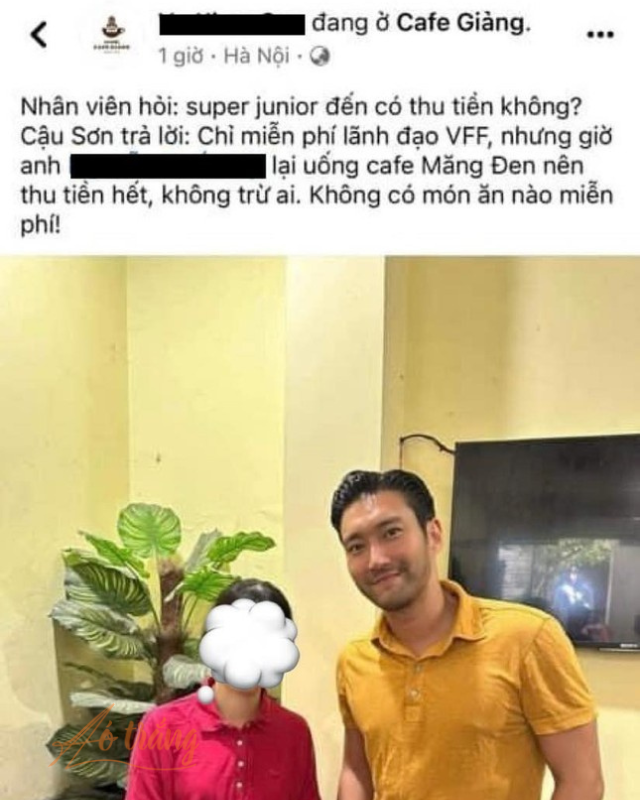 đang ở Cafe Giảng.
1 giờ · Hà Nội ·
Nhân viên hỏi: super junior đến có thu tiền không?
Cậu Sơn trả lời: Chỉ miễn phí lãnh đạo VFF, nhưng giờ
anh lại uống cafe Măng Đen nên
thu tiền hết, không trừ ai. Không có món ăn nào miễn
phí!
Áo trắng